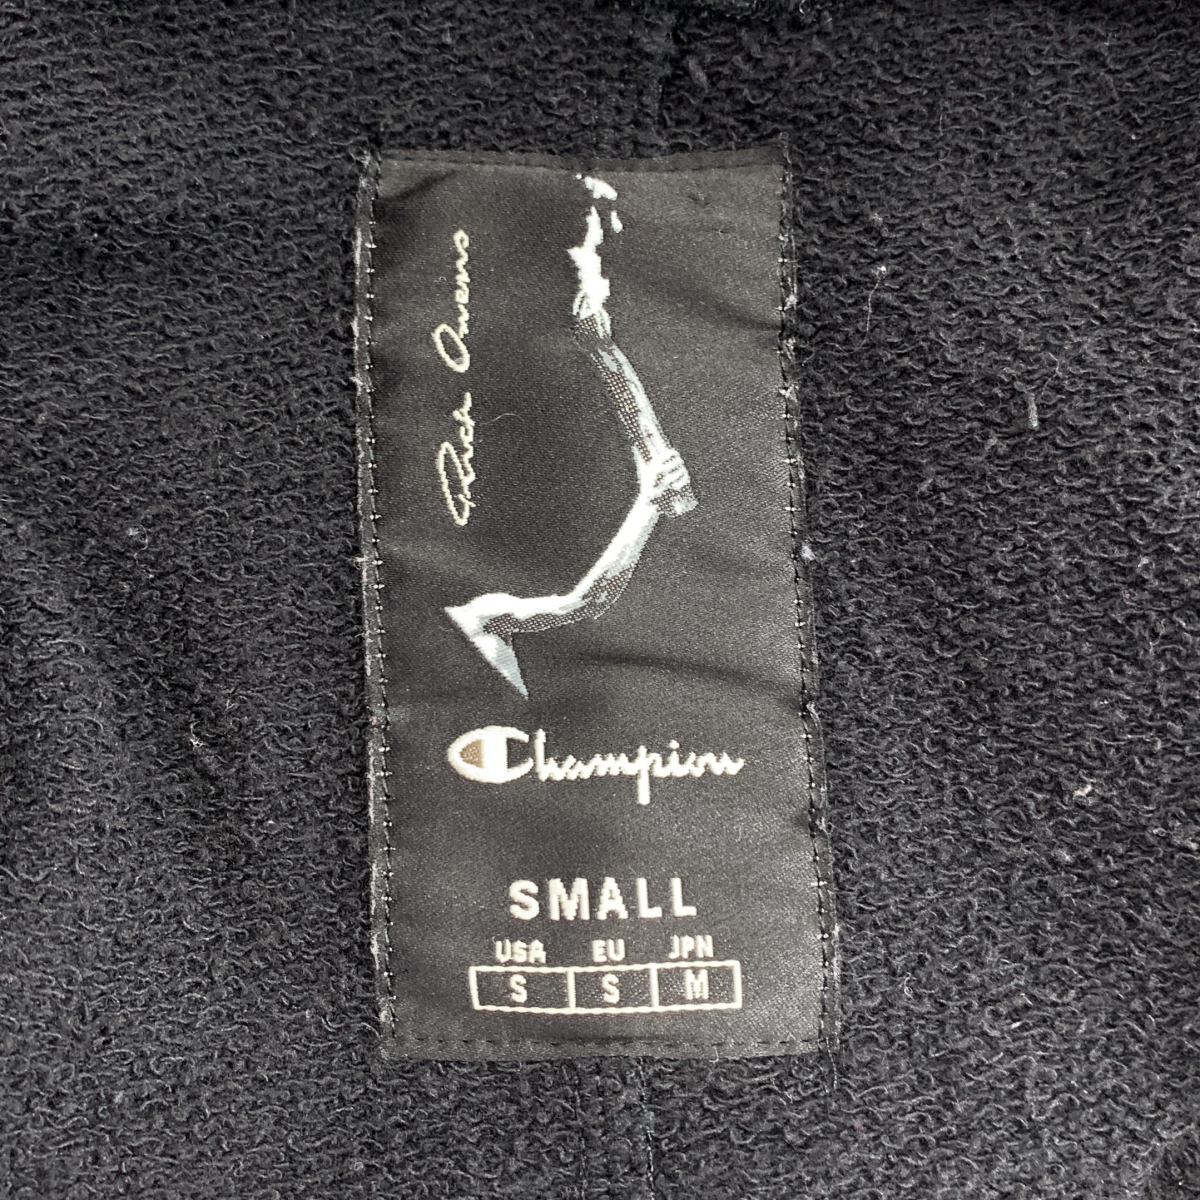 Rick Owens
Champion
SMALL
USA EU JPN
S S M